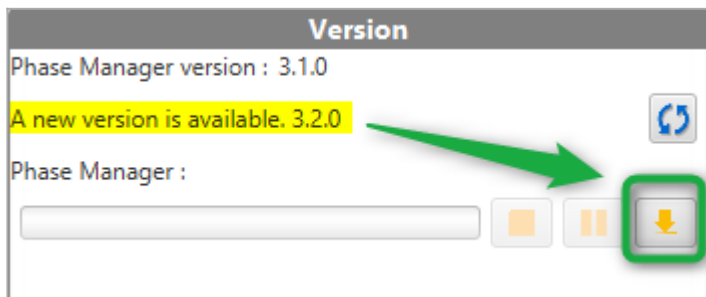 Version
Phase Manager version : 3.1.0
A new version is available. 3.2.0
Phase Manager :